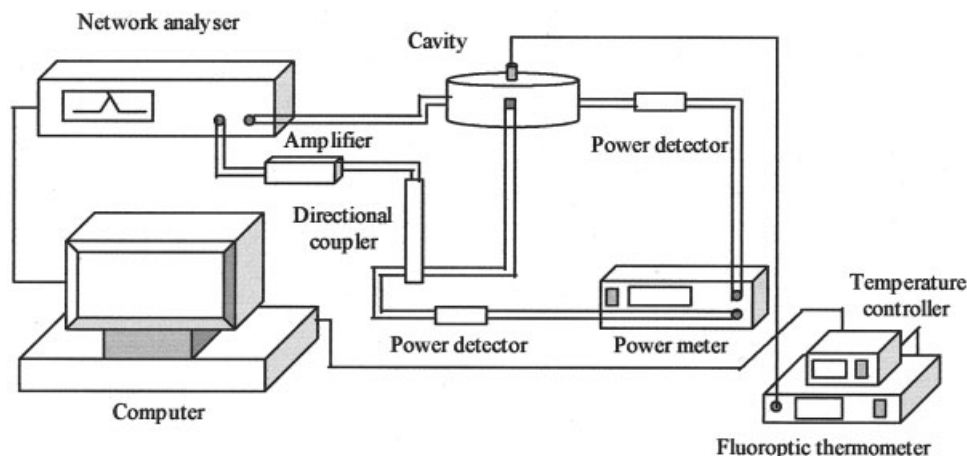 Network analyser
Cavity
Amplifier
Power detector
Directional
coupler
Temperature
controller
Power detector
Power meter
Computer
Fluoroptic thermometer